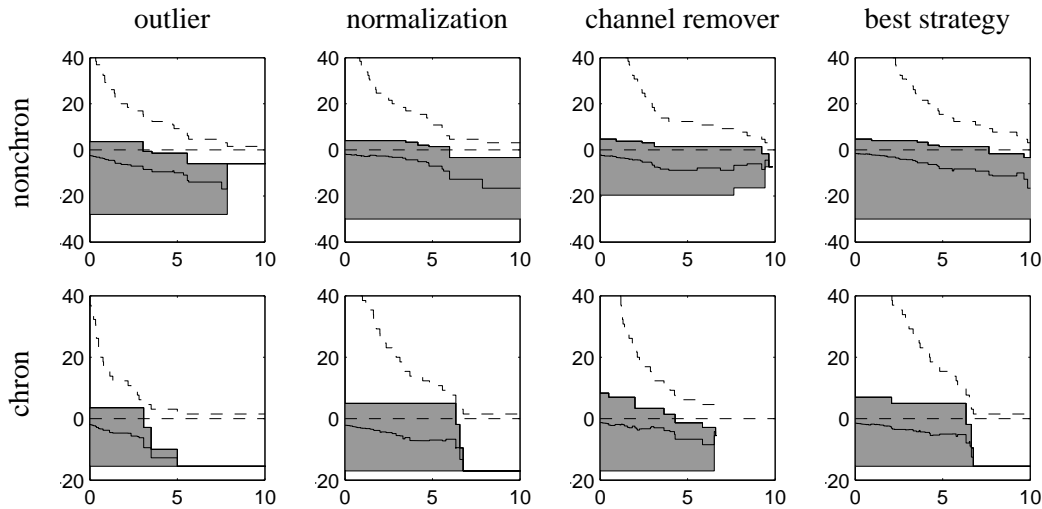 outlier normalization channel remover best strategy
nonchron
40 40 40 40
20 20 20 20
0 0 0 0
-20 -20 -20 -20
-40 -40 -40 -40
0 5 10 0 5 10 0 5 10 0 5 10
chron
40 40 40 40
20 20 20 20
0 0 0 0
-20 -20 -20 -20
0 5 10 0 5 10 0 5 10 0 5 10